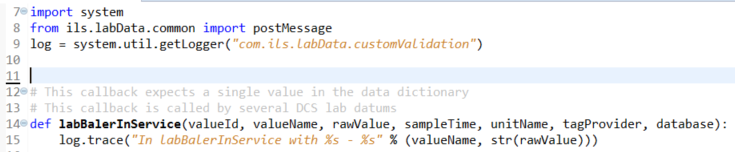 7 import system
8 from ils.labData.common import postMessage
9 log = system.util.getLogger("com.ils.labData.customValidation")
10
11
12 # This callback expects a single value in the data dictionary
13 # This callback is called by several DCS lab datums
14 def labBalerInService(valueId, valueName, rawValue, sampleTime, unitName, tagProvider, database):
15 log.trace("In labBalerInService with %s - %s" % (valueName, str(rawValue)))